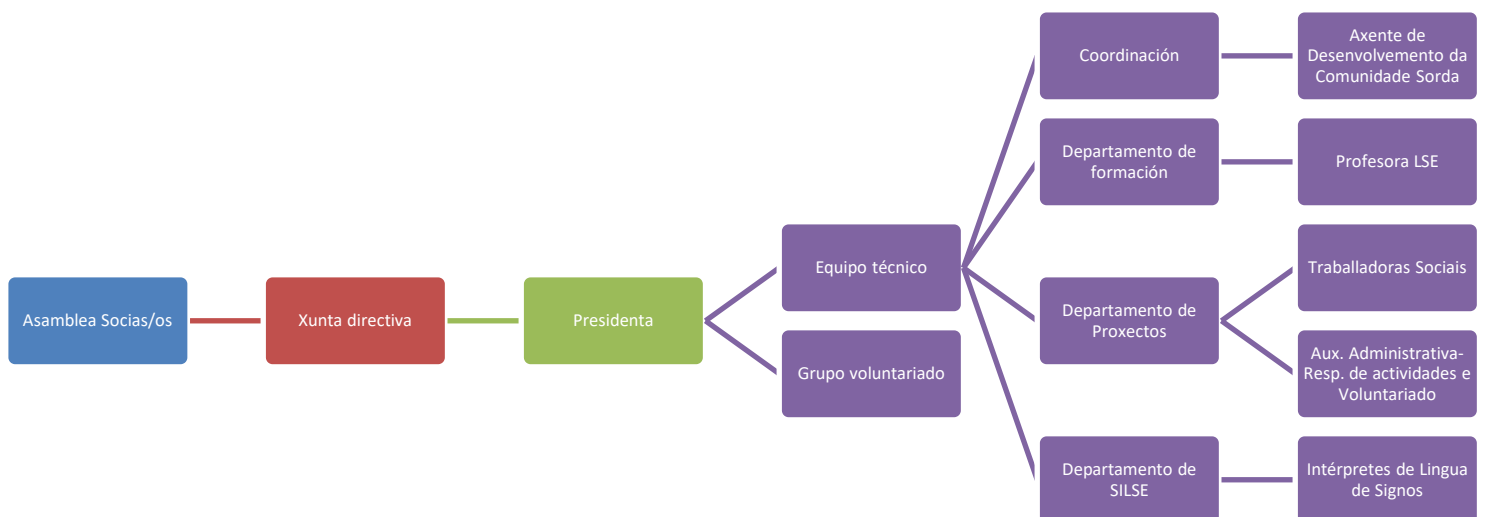 Asamblea Socias/os
Xunta directiva
Presidenta
Equipo técnico
Grupo voluntariado
Coordinación
Axente de
Desenvolvemento da
Comunidade Sorda
Departamento de
formación
Profesora LSE
Departamento de
Proxectos
Traballadoras Sociais
Aux. Administrativa-
Resp. de actividades e
Voluntariado
Departamento de
SILSE
Intérpretes de Lingua
de Signos